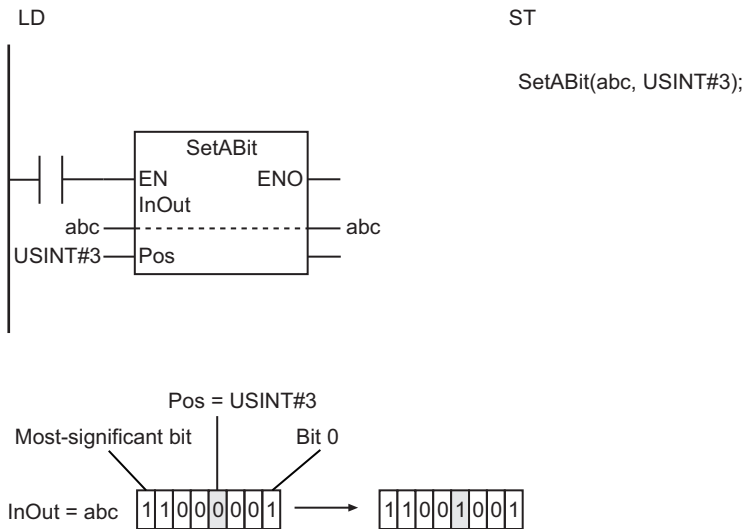 LD
ST
SetABit(abc, USINT#3);
SetABit
EN ENO
InOut
abc abc
USINT#3 Pos
Pos = USINT#3
Most-significant bit Bit 0
InOut = abc 1 1 0 0 0 0 0 1 1 1 0 0 1 0 0 1